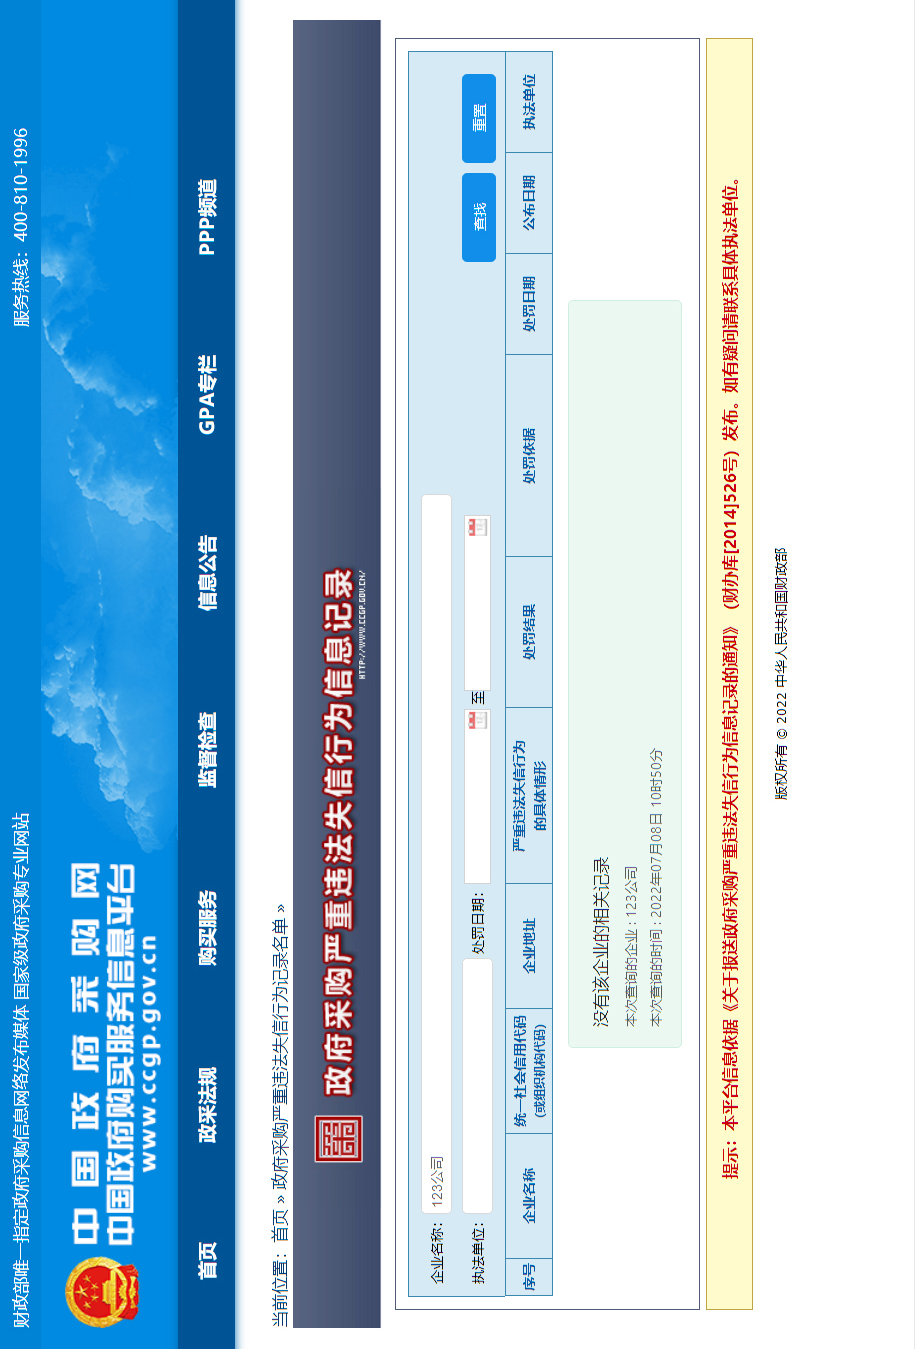 财政部唯一指定政府采购信息网络发布媒体 国家级政府采购专业网站
服务热线：400-810-1996
中国政府采购网
中国政府购买服务信息平台
www.ccgp.gov.cn
首页 政采法规 购买服务 监督检查 信息公告 GPA专栏 PPP频道
当前位置：首页 » 政府采购严重违法失信行为记录名单 »
政府采购严重违法失信行为信息记录
HTTP://WWW.CCGP.GOV.CN/
企业名称：123公司
执法单位： 处罚日期： 至 查找 重置
序号 企业名称 统一社会信用代码 (或组织机构代码) 企业地址 严重违法失信行为 的具体情形 处罚结果 处罚依据 处罚日期 公布日期 执法单位
没有该企业的相关记录
本次查询的企业 : 123公司
本次查询的时间 : 2022年07月08日 10时50分
提示：本平台信息依据《关于报送政府采购严重违法失信行为信息记录的通知》（财办库[2014]526号）发布。如有疑问请联系具体执法单位。
版权所有 © 2022 中华人民共和国财政部